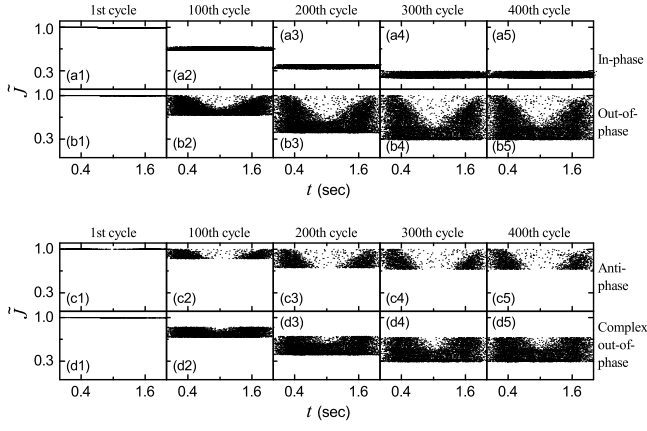 1st cycle 100th cycle 200th cycle 300th cycle 400th cycle
1.0
0.3
(a1) (a2) (a3) (a4) (a5)
In-phase
J̃
1.0
0.3
(b1) (b2) (b3) (b4) (b5)
Out-of-
phase
0.4 1.6 0.4 1.6 0.4 1.6 0.4 1.6 0.4 1.6
t (sec)
1st cycle 100th cycle 200th cycle 300th cycle 400th cycle
1.0
0.3
(c1) (c2) (c3) (c4) (c5)
Anti-
phase
J̃
1.0
0.3
(d1) (d2) (d3) (d4) (d5)
Complex
out-of-
phase
0.4 1.6 0.4 1.6 0.4 1.6 0.4 1.6 0.4 1.6
t (sec)